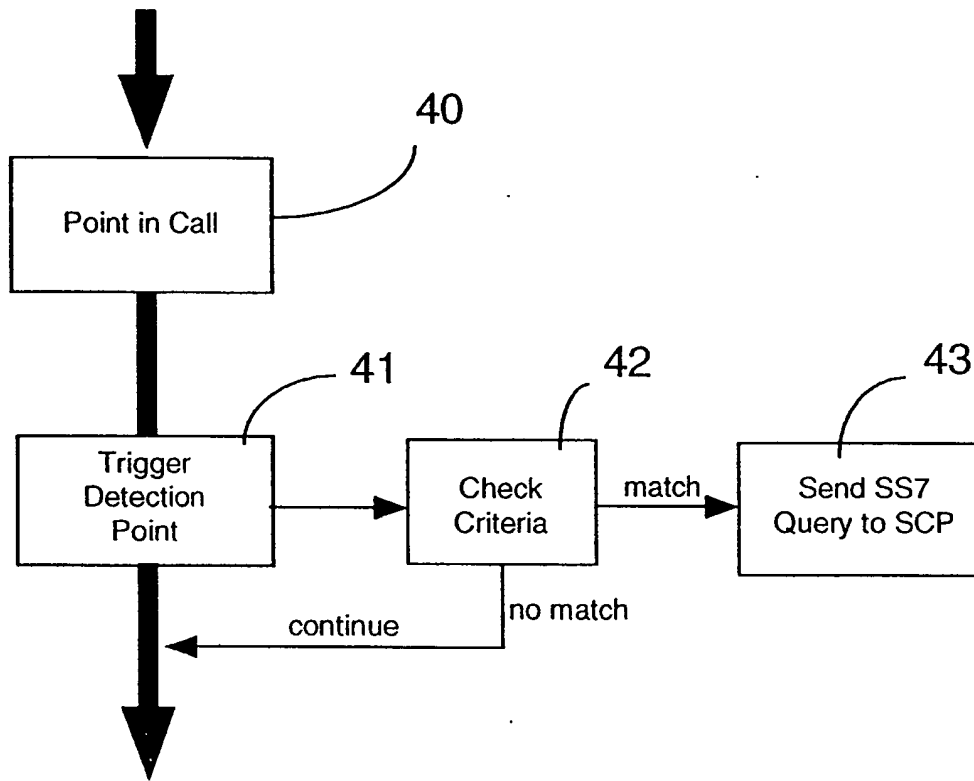 40
Point in Call
41
42
43
Trigger
Detection
Point
Check
Criteria
match
Send SS7
Query to SCP
no match
continue